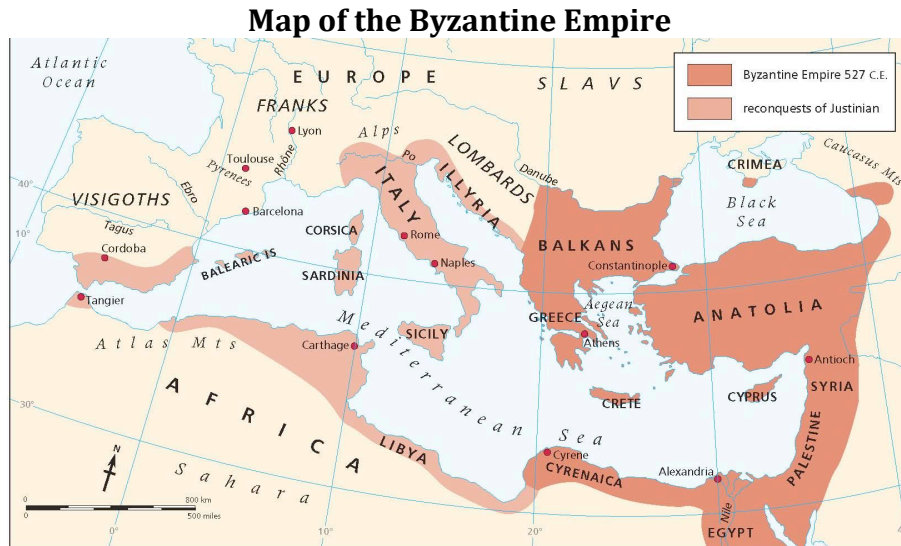 Map of the Byzantine Empire
Atlantic
Ocean
EUROPE
SLAVS
Byzantine Empire 527 C.E.
reconquests of Justinian
FRANKS
Lyon
Alps
Po
LOMBARDS
Danube
Caucasus Mts
CRIMEA
Toulouse
Pyrenees
Rhône
40°
VISIGOTHS
Ebro
ITALY
ILLYRIA
Black
Sea
Barcelona
10°
Tagus
Cordoba
CORSICA
Rome
BALKANS
BALEARIC IS
Naples
Constantinople
SARDINIA
Tangier
Aegean
Sea
ANATOLIA
GREECE
Athens
Atlas Mts
Carthage
SICILY
Mediterranean Sea
Antioch
SYRIA
AFRICA
CRETE
CYPRUS
30°
LIBYA
Cyrene
CYRENAICA
Alexandria
PALESTINE
Sahara
N
Nile
EGYPT
0 800 km
0 500 miles
0°
10°
20°
30°